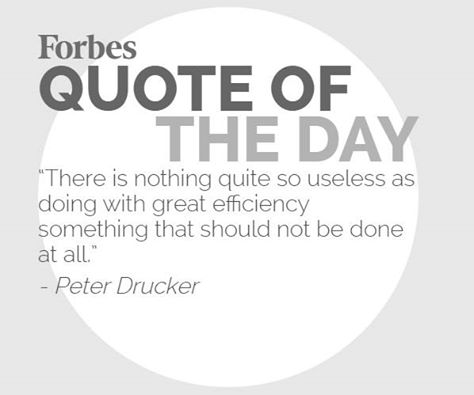 Forbes
QUOTE OF
THE DAY
“There is nothing quite so useless as
doing with great efficiency
something that should not be done
at all.”
- Peter Drucker